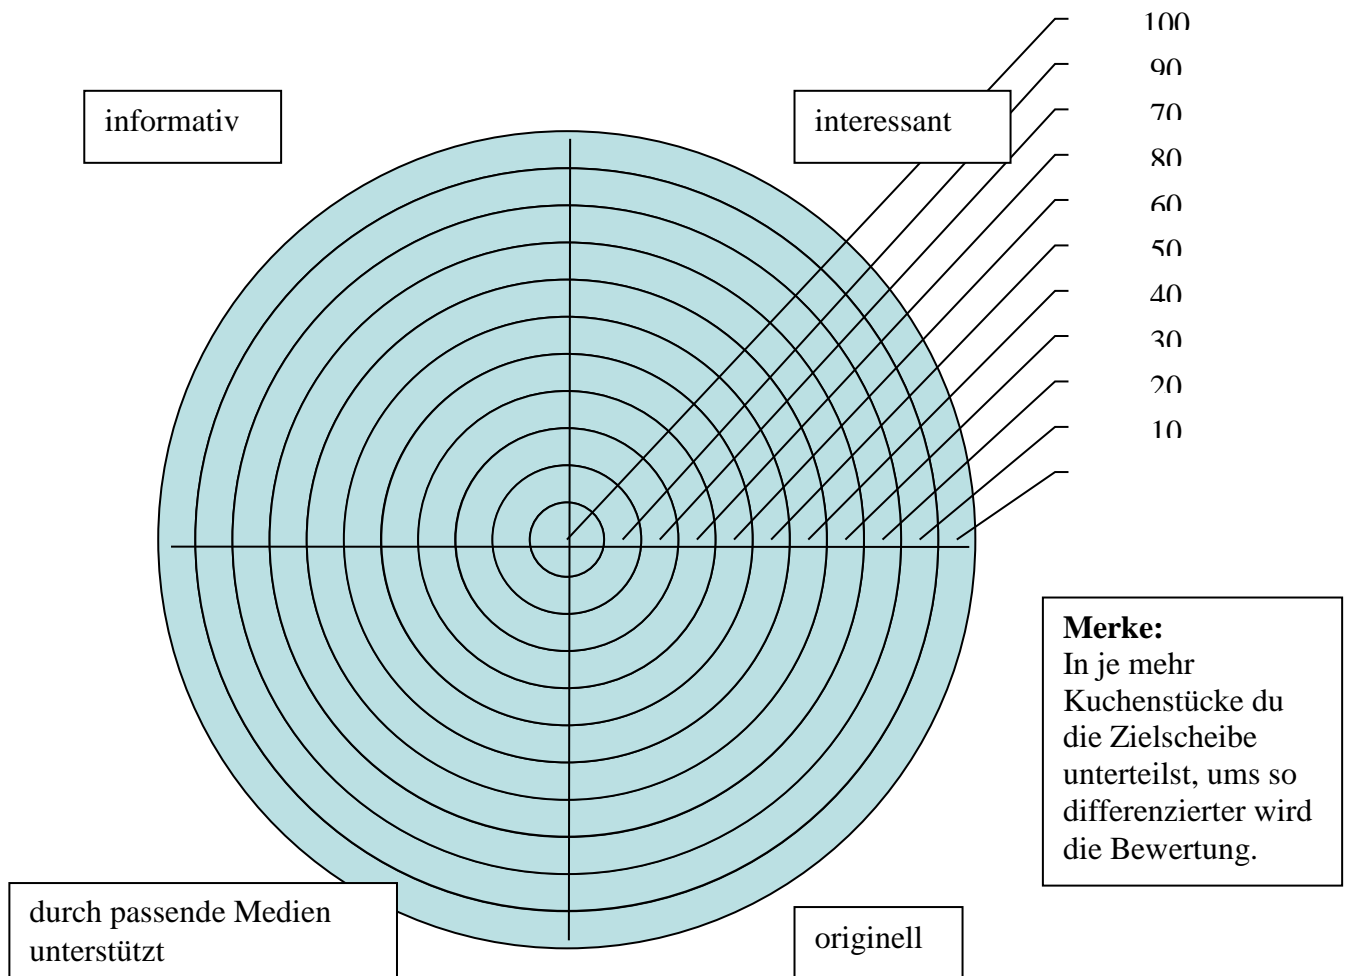 100
90
informativ
interessant
70
80
60
50
40
30
20
10
Merke:
In je mehr
Kuchenstücke du
die Zielscheibe
unterteilst, ums so
differenzierter wird
die Bewertung.
durch passende Medien
unterstützt
originell